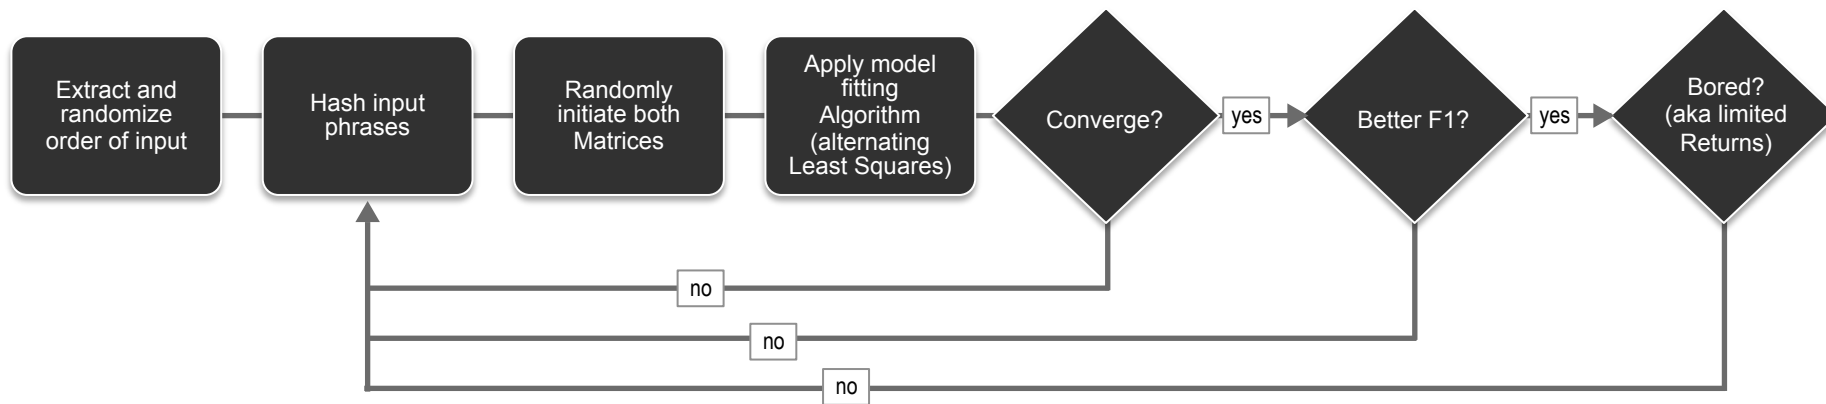 Extract and
randomize
order of input
Hash input
phrases
Randomly
initiate both
Matrices
Apply model
fitting
Algorithm
(alternating
Least Squares)
Converge?
yes
Better F1?
yes
Bored?
(aka limited
Returns)
no
no
no